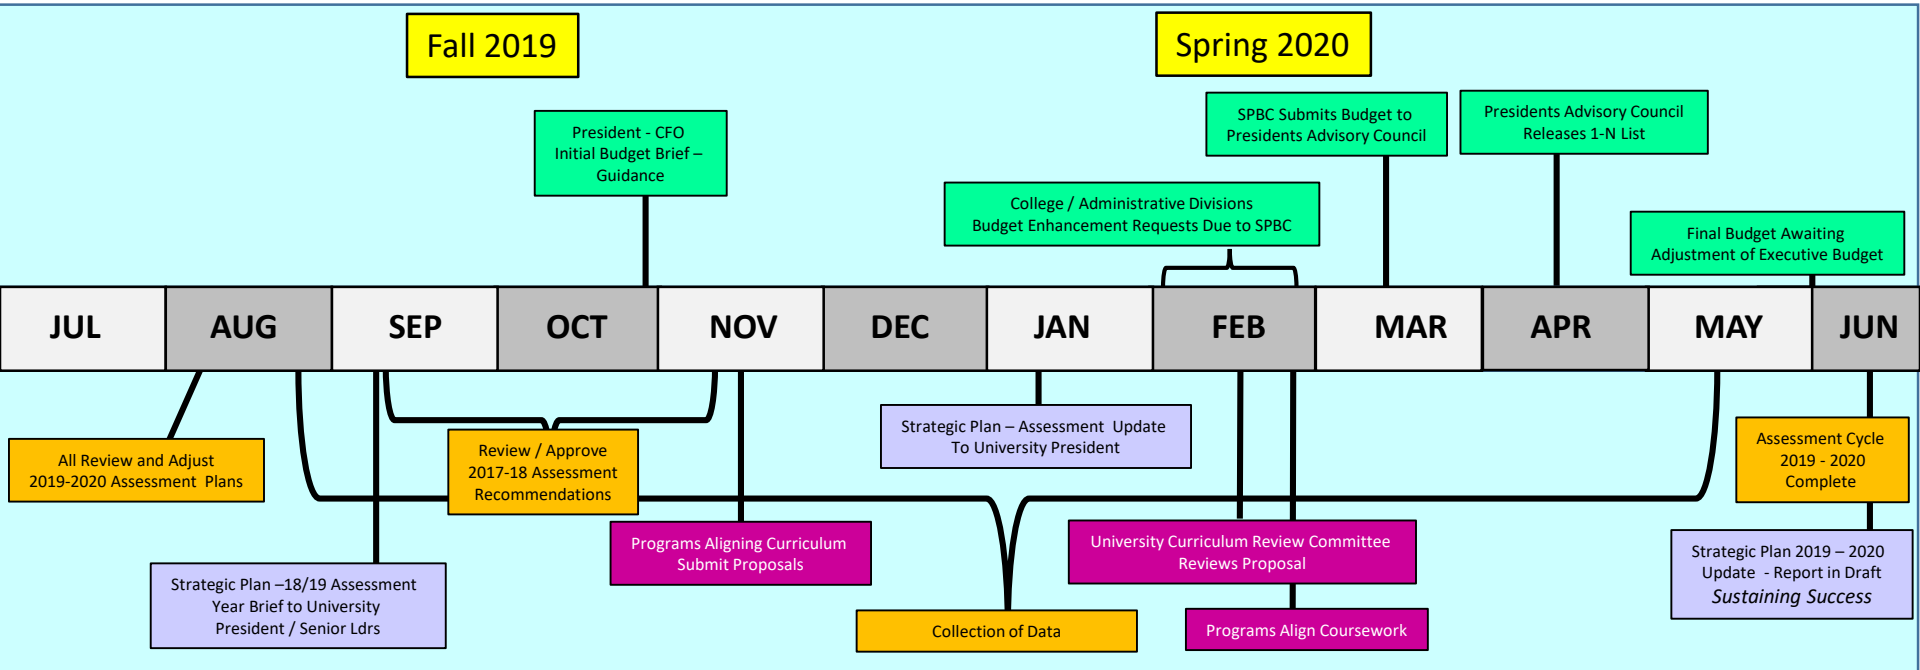 Fall 2019
Spring 2020
President - CFO
Initial Budget Brief –
Guidance
SPBC Submits Budget to
Presidents Advisory Council
Presidents Advisory Council
Releases 1-N List
College / Administrative Divisions
Budget Enhancement Requests Due to SPBC
Final Budget Awaiting
Adjustment of Executive Budget
JUL
AUG
SEP
OCT
NOV
DEC
JAN
FEB
MAR
APR
MAY
JUN
All Review and Adjust
2019-2020 Assessment Plans
Review / Approve
2017-18 Assessment
Recommendations
Strategic Plan – Assessment Update
To University President
Assessment Cycle
2019 - 2020
Complete
Programs Aligning Curriculum
Submit Proposals
University Curriculum Review Committee
Reviews Proposal
Strategic Plan 2019 – 2020
Update - Report in Draft
Sustaining Success
Strategic Plan –18/19 Assessment
Year Brief to University
President / Senior Ldrs
Collection of Data
Programs Align Coursework